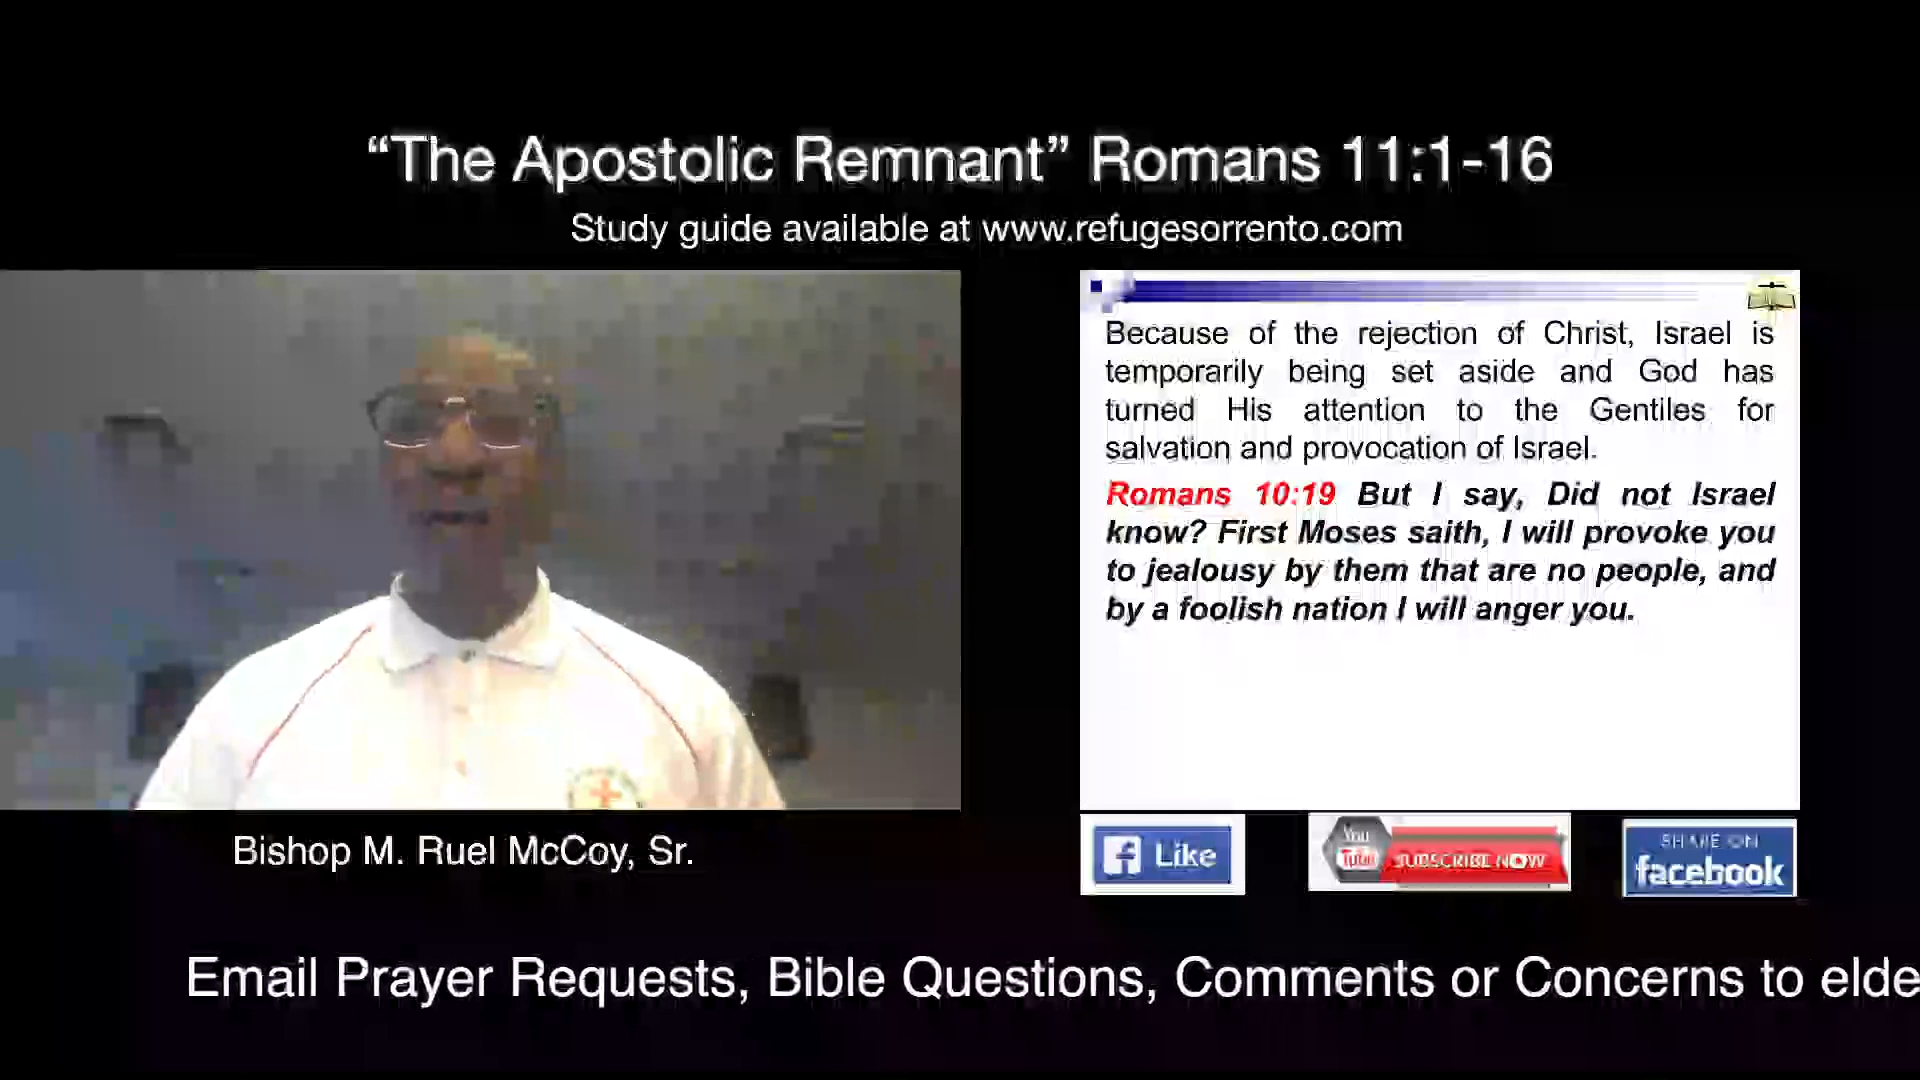 “The Apostolic Remnant” Romans 11:1-16
Study guide available at www.refugesorrento.com
Because of the rejection of Christ, Israel is
temporarily being set aside and God has
turned His attention to the Gentiles for
salvation and provocation of Israel.
Romans 10:19 But I say, Did not Israel
know? First Moses saith, I will provoke you
to jealousy by them that are no people, and
by a foolish nation I will anger you.
Bishop M. Ruel McCoy, Sr.
Like
You
Tube
SUBSCRIBE NOW
SHARE ON
facebook
Email Prayer Requests, Bible Questions, Comments or Concerns to elde